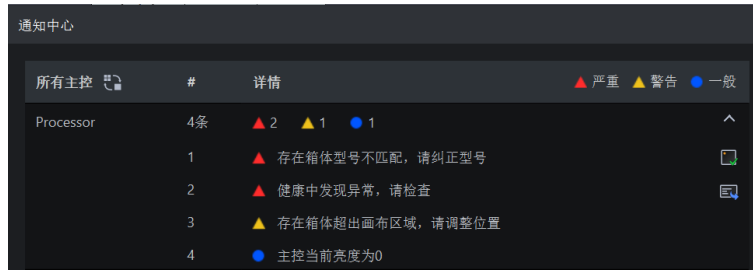 通知中心
所有主控 # 详情 严重 警告 一般
Processor 4条 2 1 1
1 存在箱体型号不匹配，请纠正型号
2 健康中发现异常，请检查
3 存在箱体超出画布区域，请调整位置
4 主控当前亮度为0